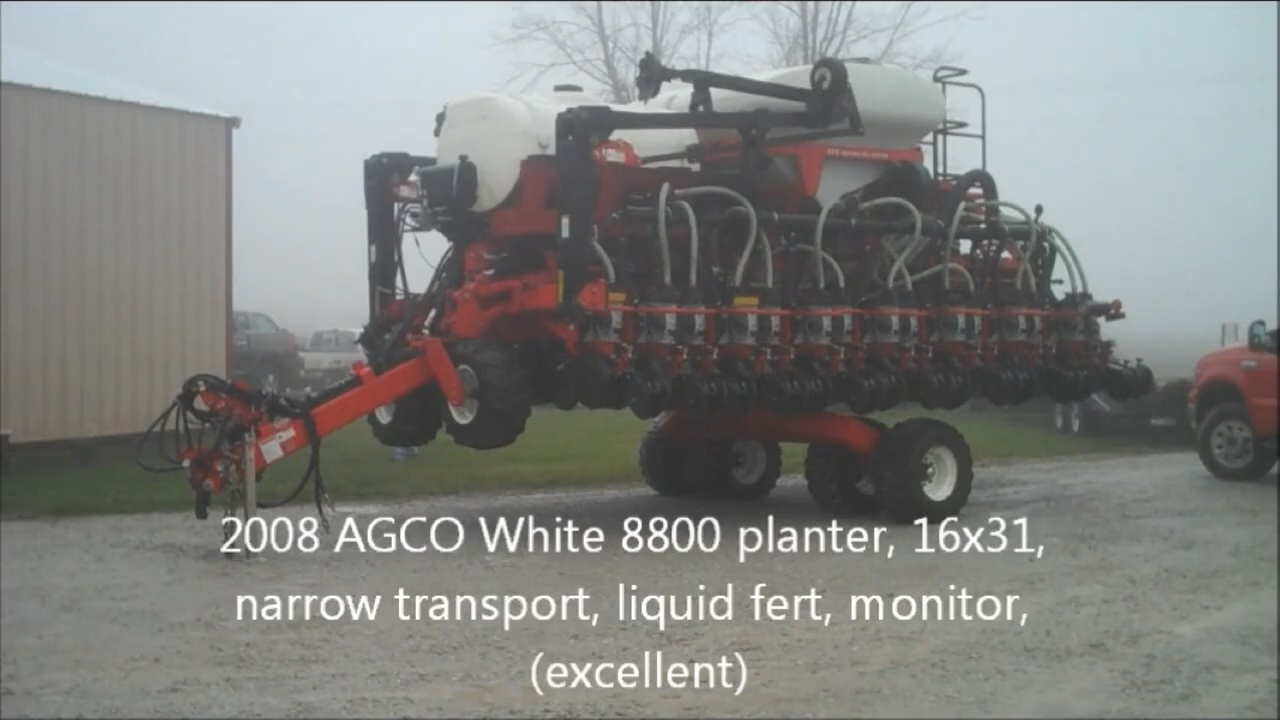 2008 AGCO White 8800 planter, 16x31,
narrow transport, liquid fert, monitor,
(excellent)